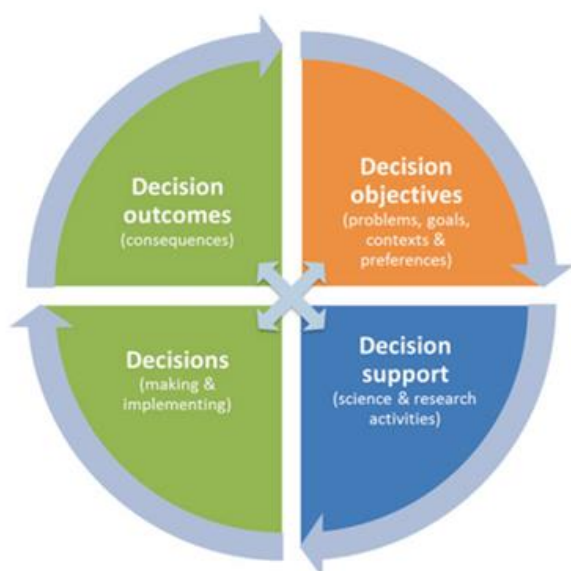 Decision
outcomes
(consequences)
Decision
objectives
(problems, goals,
contexts &
preferences)
Decisions
(making &
implementing)
Decision
support
(science & research
activities)